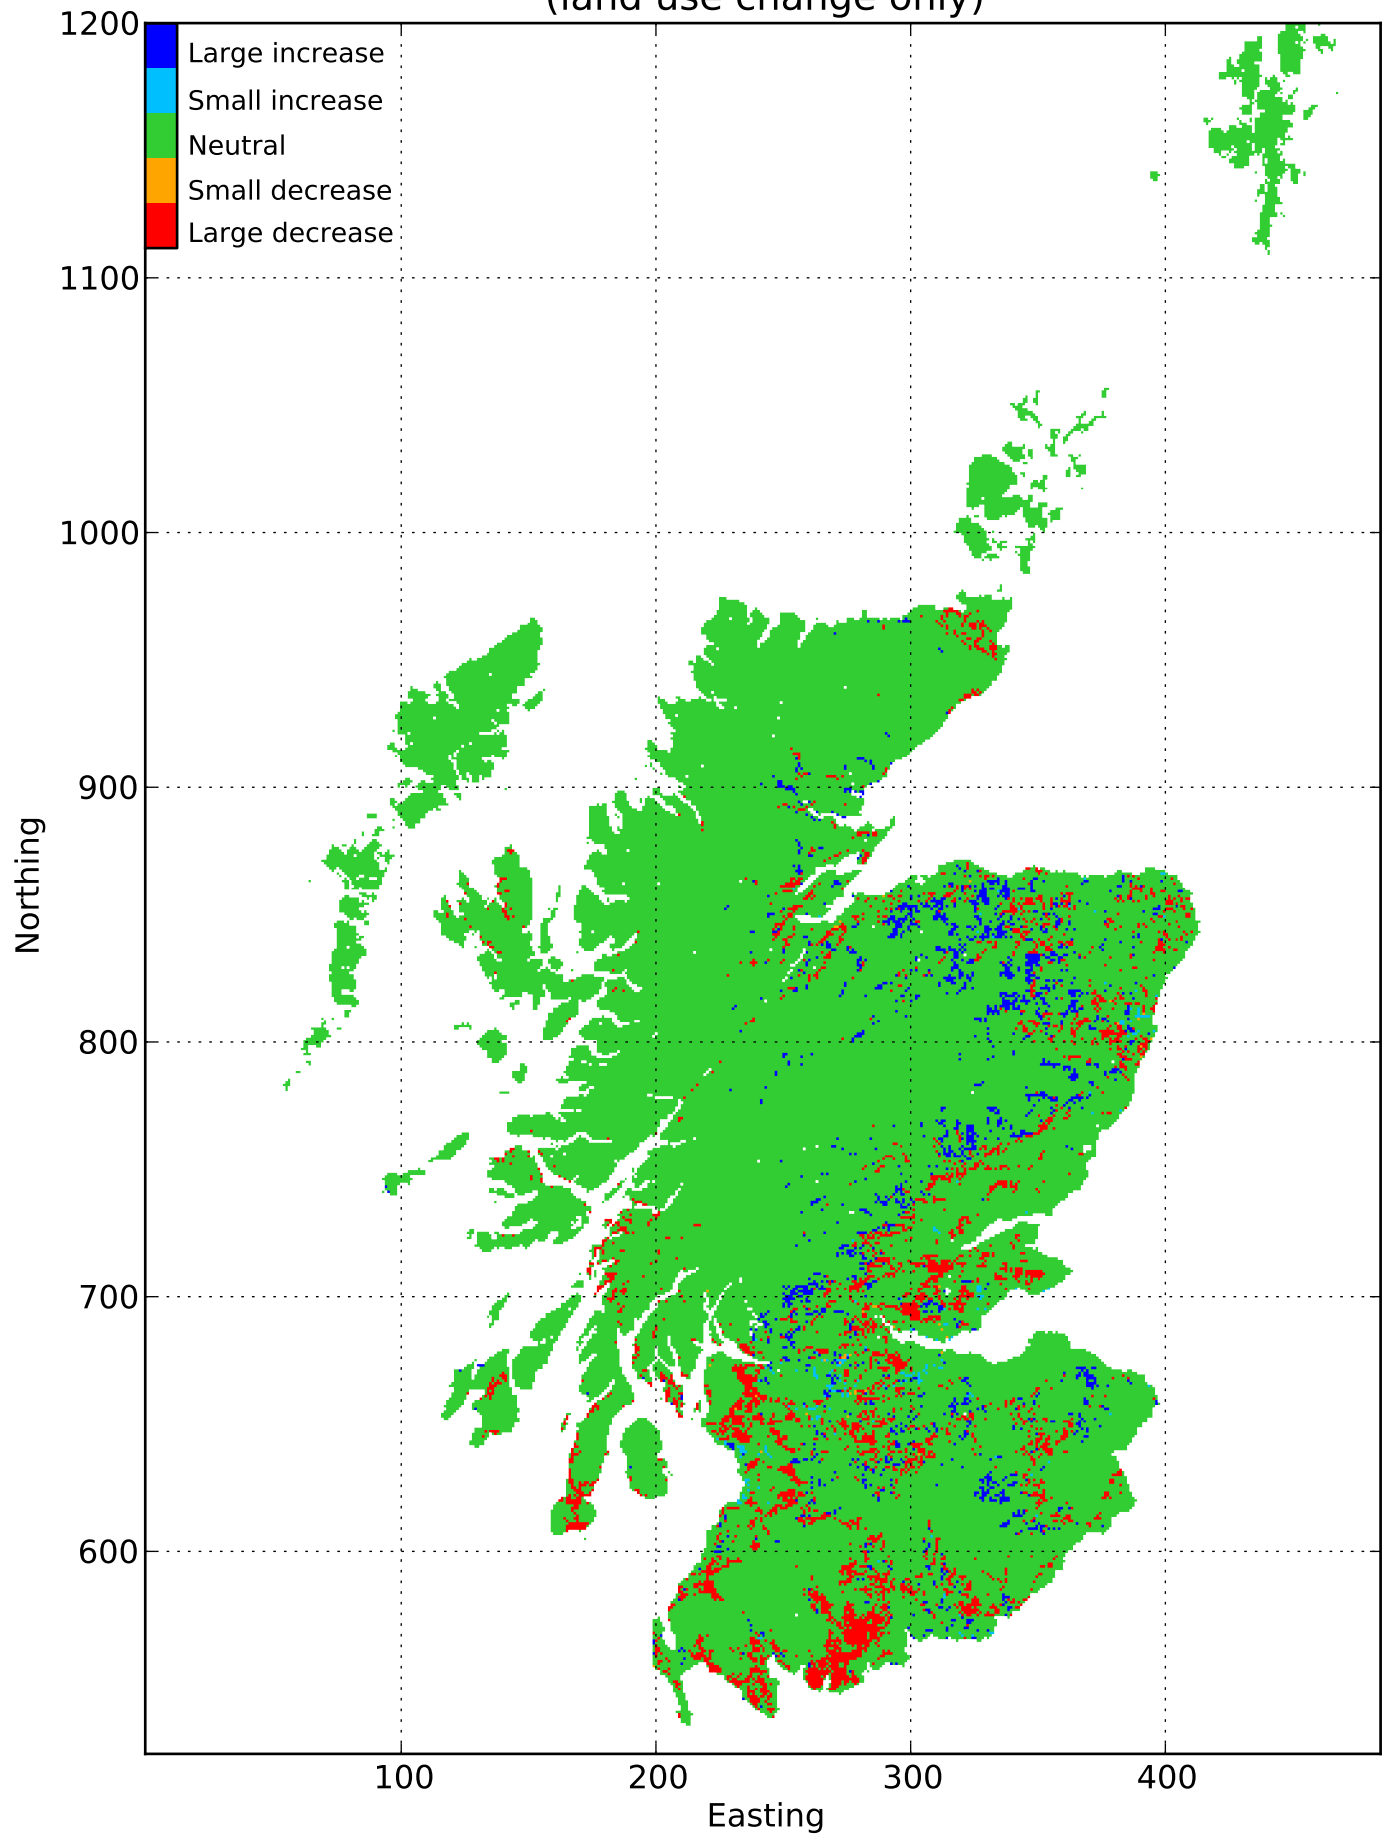 (land use change only)
1200
Large increase
Small increase
Neutral
Small decrease
Large decrease
1100
1000
900
Northing
800
700
600
100 200 300 400
Easting